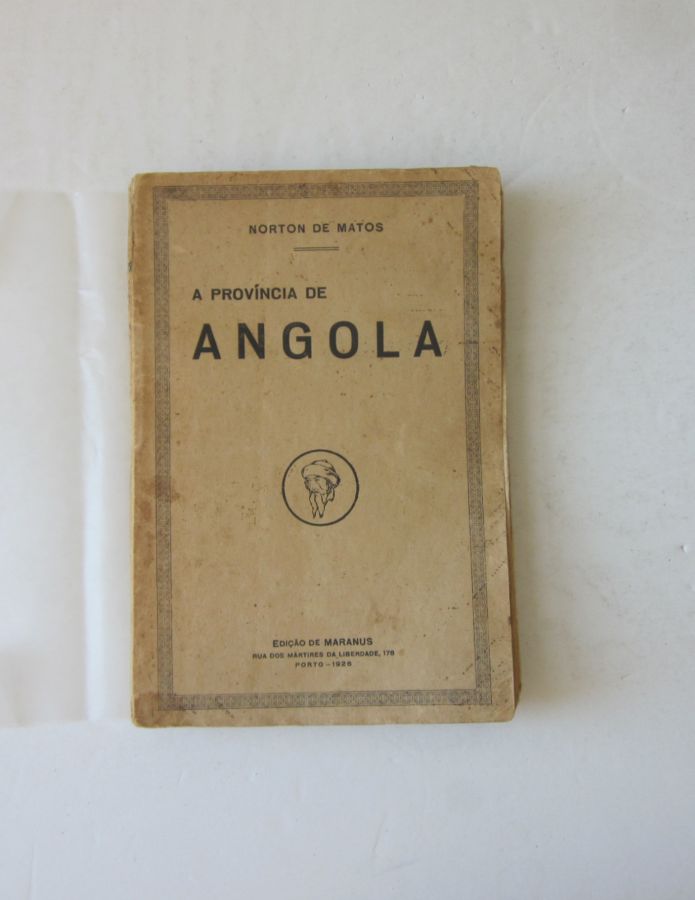 NORTON DE MATOS
A PROVÍNCIA DE
ANGOLA
EDIÇÃO DE MARANUS
RUA DOS MÁRTIRES DA LIBERDADE, 178
PORTO - 1926